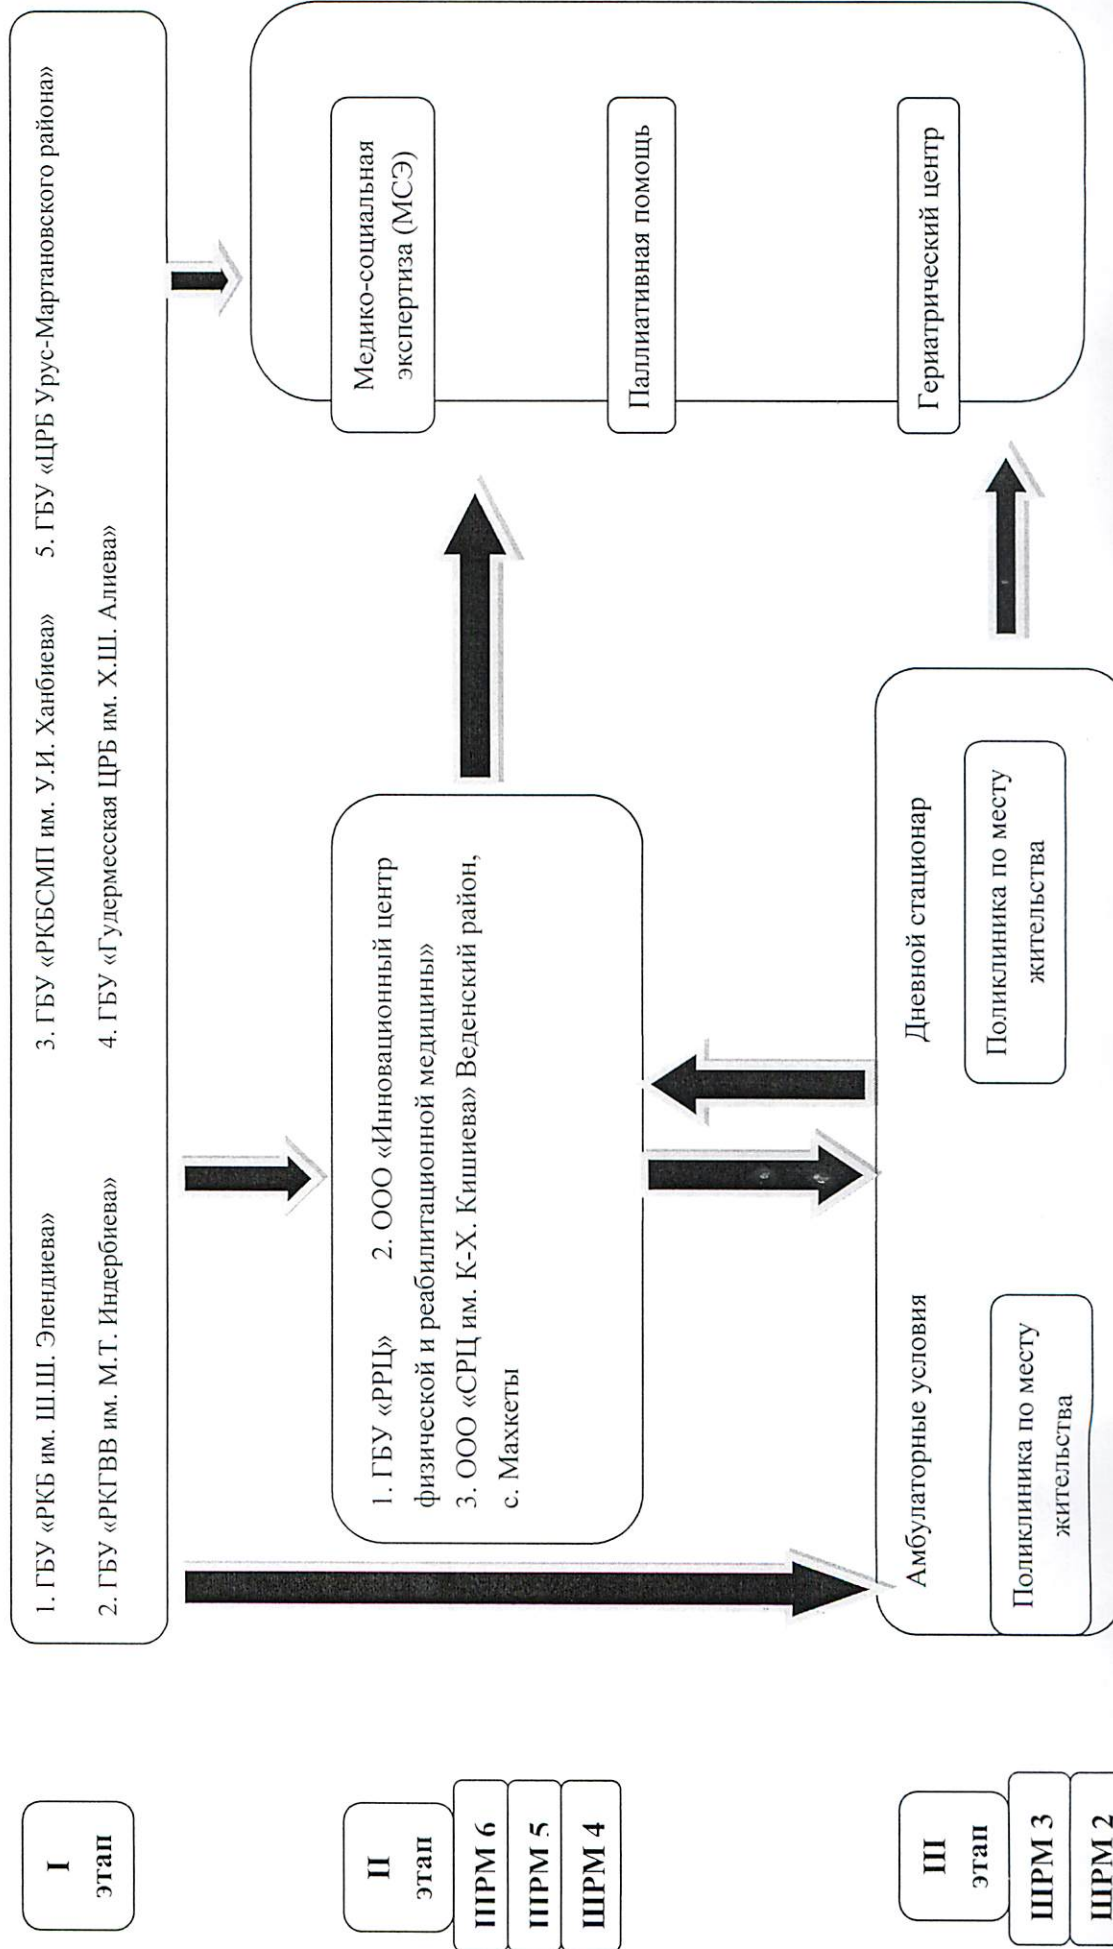 I
этап
1. ГБУ «РКБ им. Ш.Ш. Эпендиева»
3. ГБУ «РКБСМП им. У.И. Ханбиева»
5. ГБУ «ЦРБ Урус-Мартановского района»
2. ГБУ «РКГВВ им. М.Т. Индербиева»
4. ГБУ «Гудермесская ЦРБ им. Х.Ш. Алиева»
II
этап
ШРМ 6
ШРМ 5
ШРМ 4
1. ГБУ «РРЦ» 2. ООО «Инновационный центр
физической и реабилитационной медицины»
3. ООО «СРЦ им. К-Х. Кишиева» Веденский район,
с. Махкеты
Медико-социальная
экспертиза (МСЭ)
Паллиативная помощь
Гериатрический центр
III
этап
ШРМ 3
ШРМ 2
Амбулаторные условия
Поликлиника по месту
жительства
Дневной стационар
Поликлиника по месту
жительства